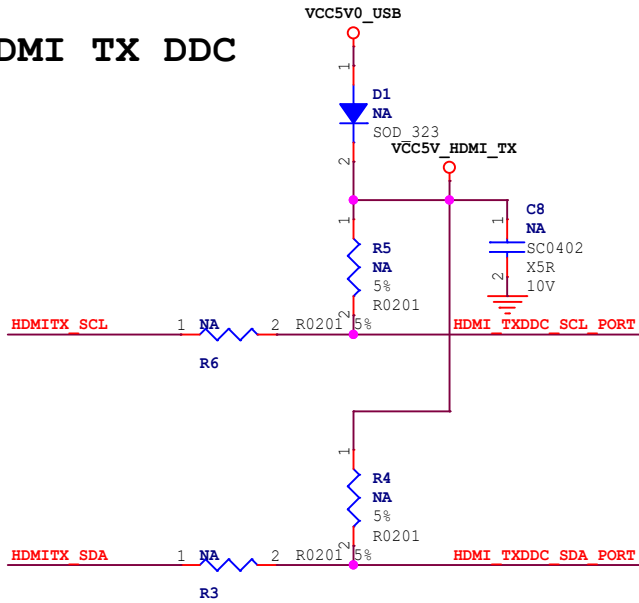 VCC5V0_USB
DMI TX DDC
1
D1
NA
SOD_323
2
VCC5V_HDMI_TX
1
R5
NA
5%
R0201
2
1
C8
NA
SC0402
X5R
10V
2
HDMITX_SCL 1 NA 2 R0201 5% HDMI_TXDDC_SCL_PORT
R6
1
R4
NA
5%
R0201
2
HDMITX_SDA 1 NA 2 R0201 5% HDMI_TXDDC_SDA_PORT
R3